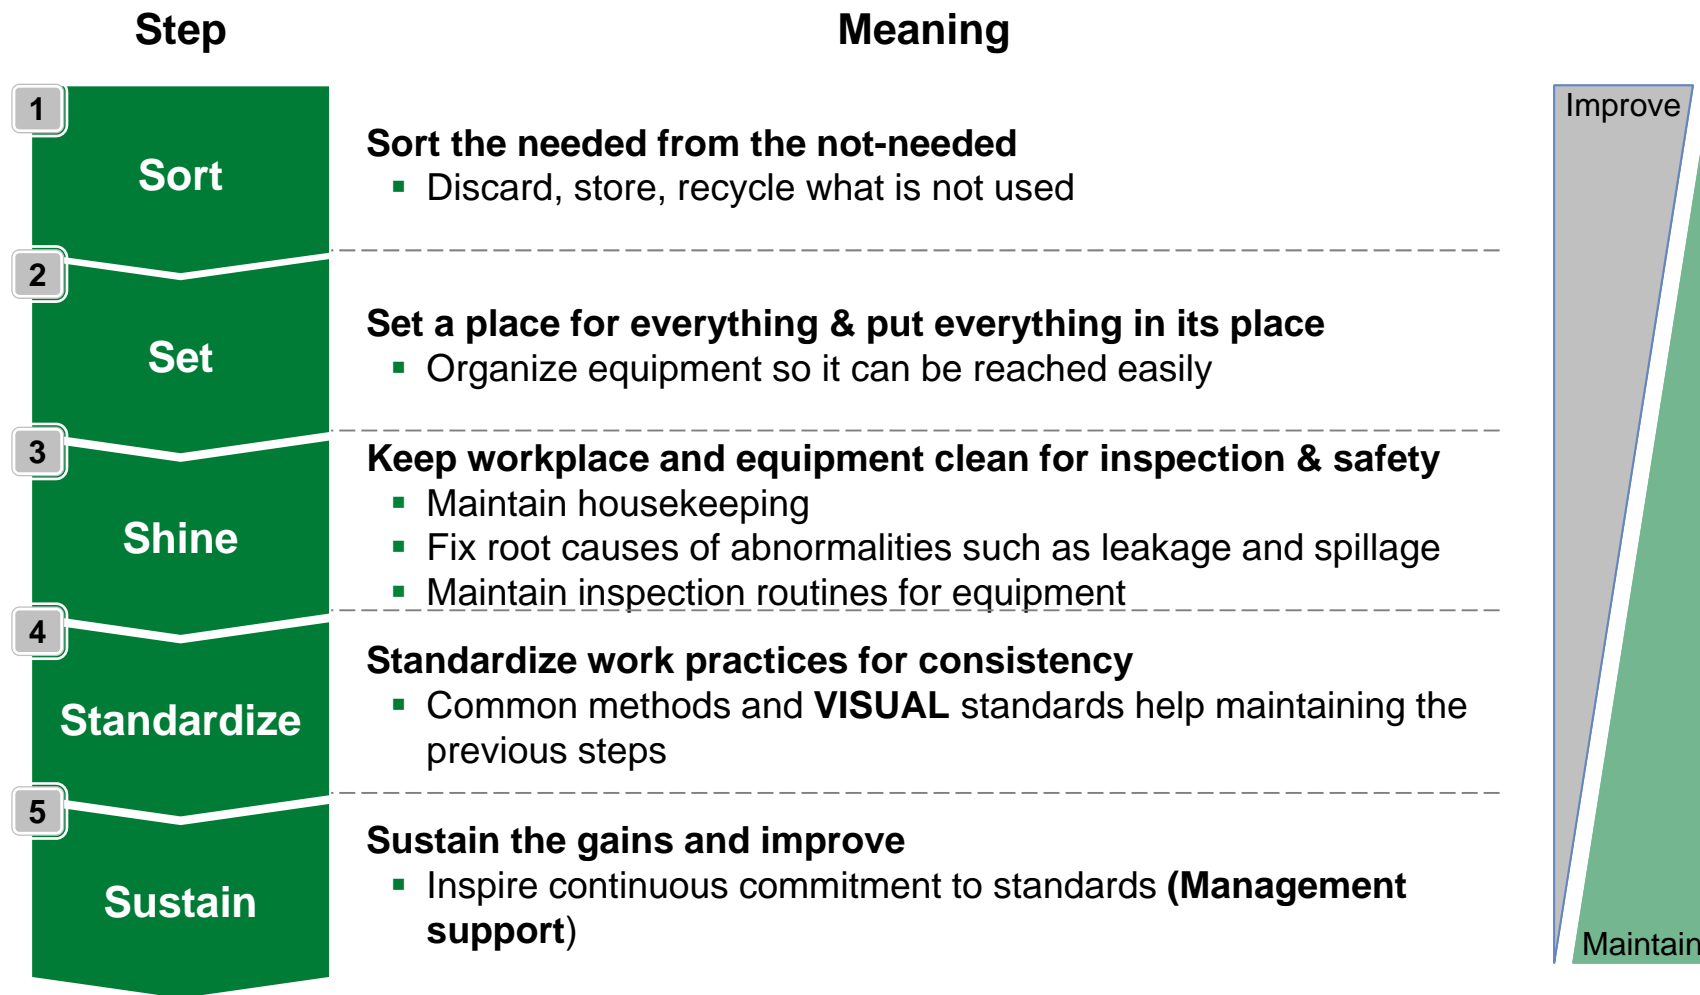 Step
Meaning
1
Sort
Sort the needed from the not-needed
▪ Discard, store, recycle what is not used
2
Set
Set a place for everything & put everything in its place
▪ Organize equipment so it can be reached easily
3
Shine
Keep workplace and equipment clean for inspection & safety
▪ Maintain housekeeping
▪ Fix root causes of abnormalities such as leakage and spillage
▪ Maintain inspection routines for equipment
4
Standardize
Standardize work practices for consistency
▪ Common methods and VISUAL standards help maintaining the
previous steps
5
Sustain
Sustain the gains and improve
▪ Inspire continuous commitment to standards (Management
support)
Improve
Maintain